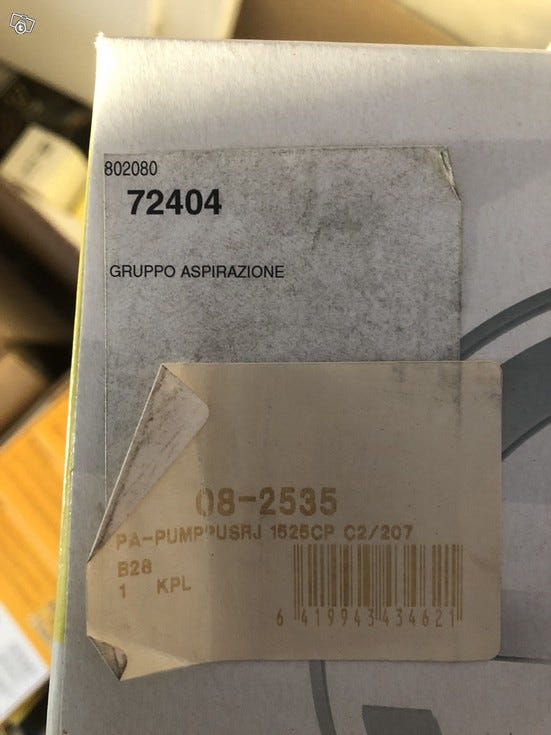 802080
72404
GRUPPO ASPIRAZIONE
08-2535
PA-PUMPPUSRJ 1525CP C2/207
B28
1 KPL
6 419943 434621